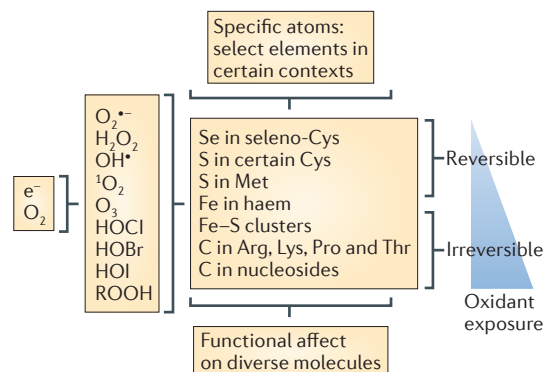 Specific atoms:
select elements in
certain contexts
e⁻
O₂
O₂•⁻
H₂O₂
OH•
¹O₂
O₃
HOCl
HOBr
HOI
ROOH
Se in seleno-Cys
S in certain Cys
S in Met
Fe in haem
Fe–S clusters
C in Arg, Lys, Pro and Thr
C in nucleosides
Reversible
Irreversible
Oxidant
exposure
Functional affect
on diverse molecules